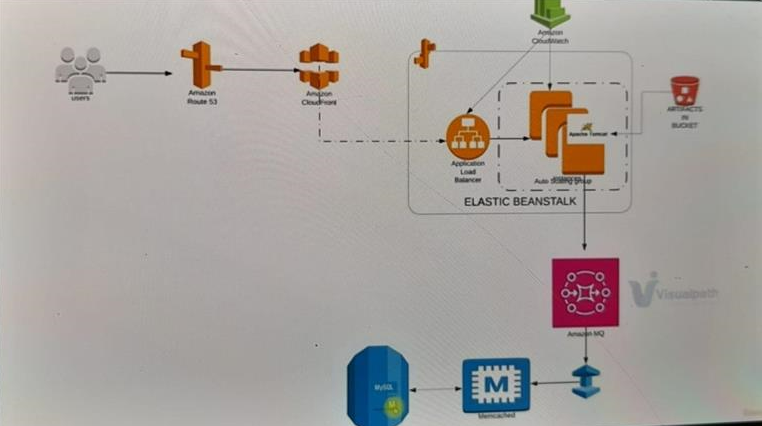 Amazon
CloudWatch
users
Amazon
Route 53
Amazon
CloudFront
ARTIFACTS
IN
BUCKET
Apache Tomcat
Application
Load
Balancer
Auto Scaling group
ELASTIC BEANSTALK
Visualpath
Amazon MQ
MySQL
M
Memcached